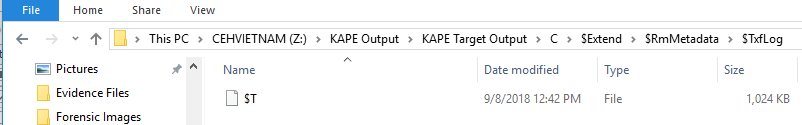 File Home Share View
This PC > CEHVIETNAM (Z:) > KAPE Output > KAPE Target Output > C > $Extend > $RmMetadata > $TxfLog
Name Date modified Type Size
Pictures
Evidence Files $T 9/8/2018 12:42 PM File 1,024 KB
Forensic Images